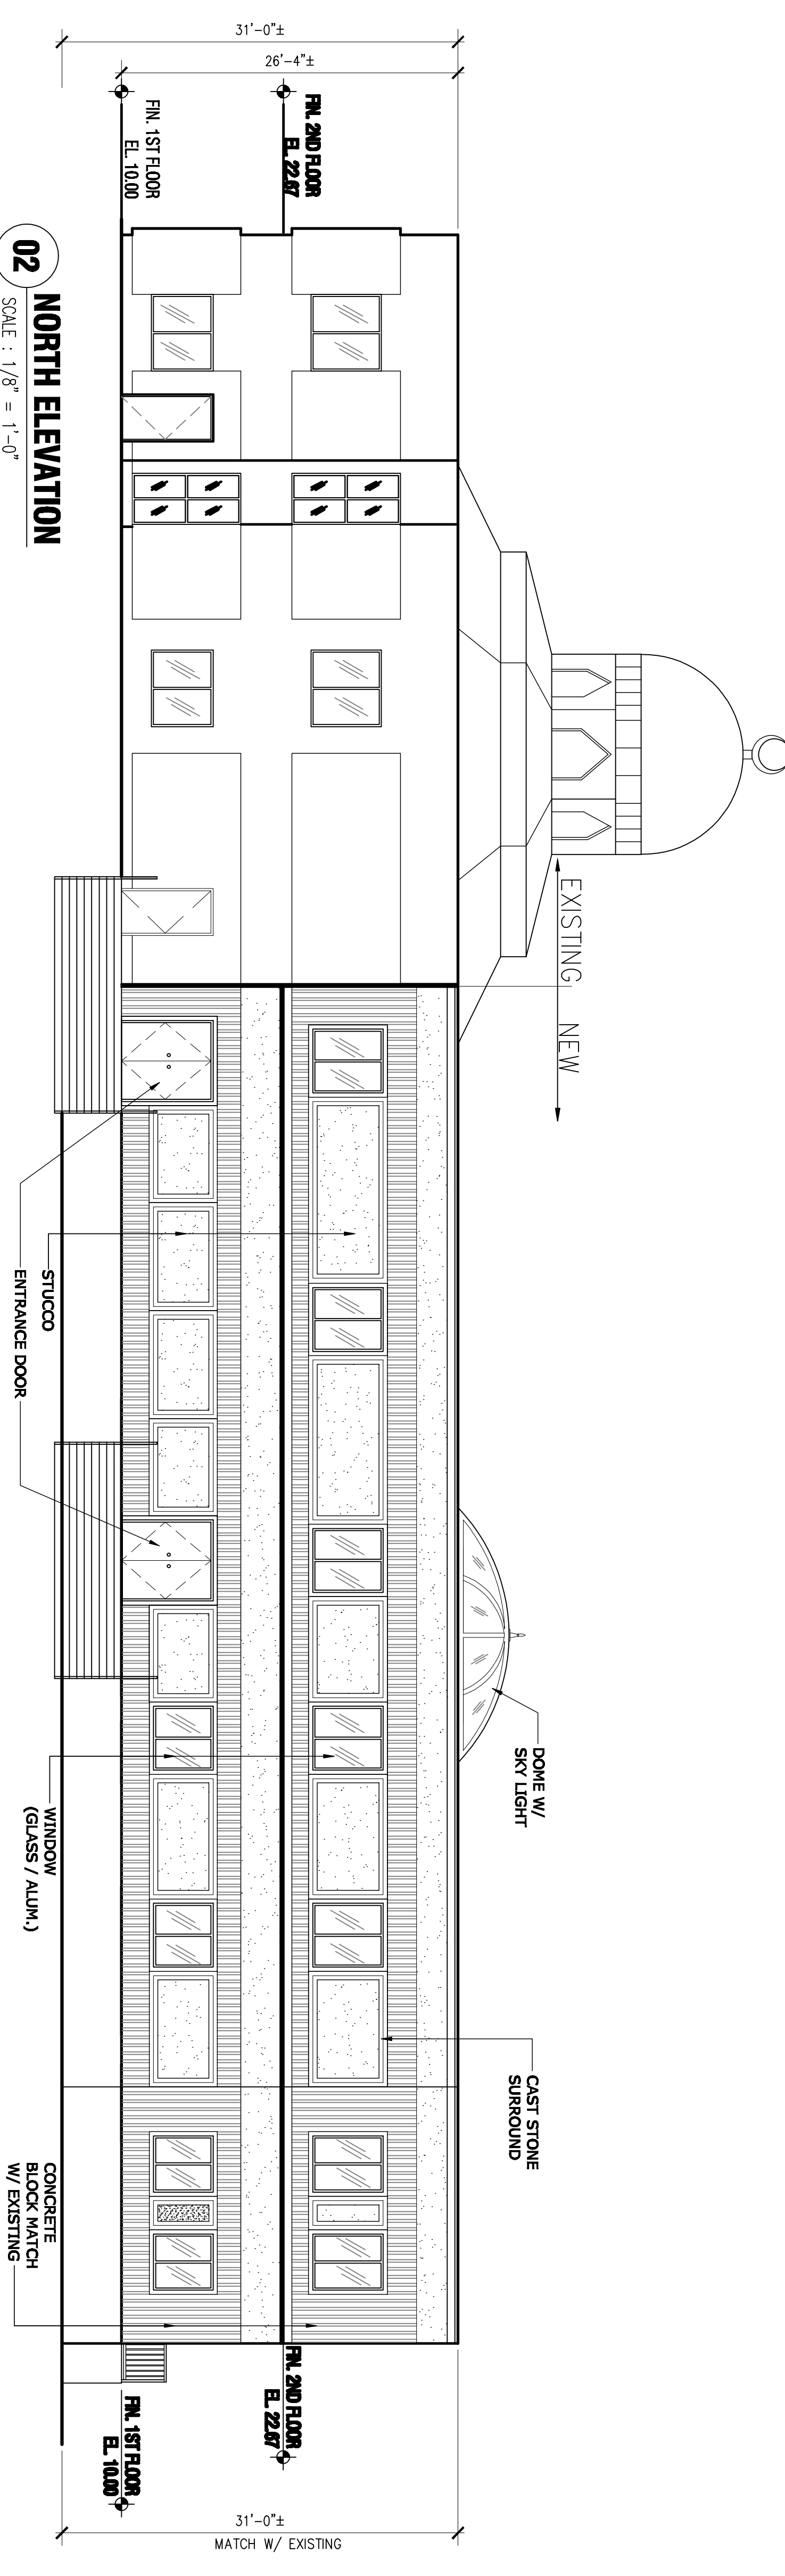 31'-0"±
26'-4"±
FIN. 2ND FLOOR
EL. 22.67
FIN. 1ST FLOOR
EL. 10.00
02
NORTH ELEVATION
SCALE : 1/8" = 1'-0"
EXISTING
NEW
STUCCO
ENTRANCE DOOR
DOME W/
SKY LIGHT
WINDOW
(GLASS / ALUM.)
CAST STONE
SURROUND
CONCRETE
BLOCK MATCH
W/ EXISTING
FIN. 2ND FLOOR
EL. 22.67
FIN. 1ST FLOOR
EL. 10.00
31'-0"±
MATCH W/ EXISTING